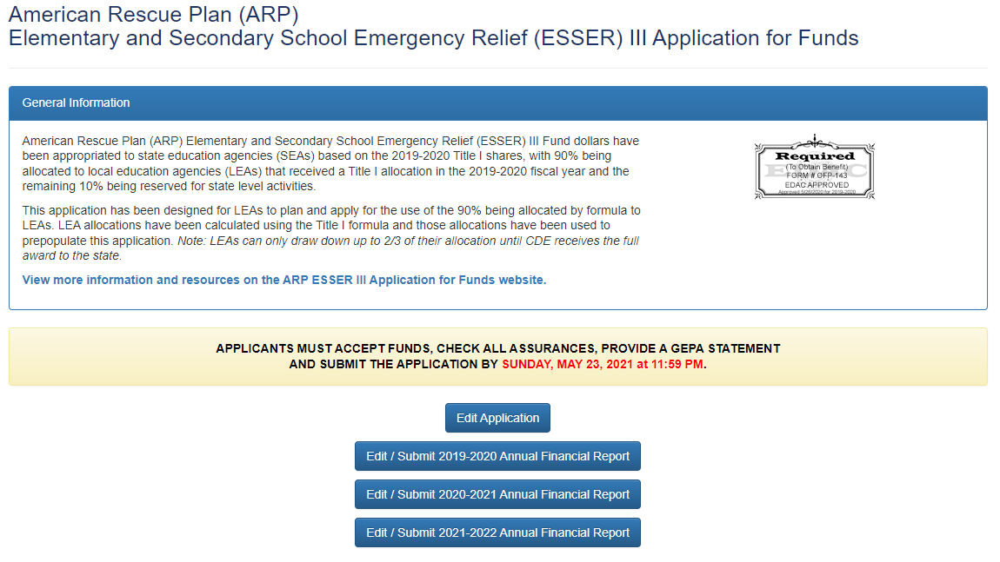 American Rescue Plan (ARP)
Elementary and Secondary School Emergency Relief (ESSER) III Application for Funds
General Information
American Rescue Plan (ARP) Elementary and Secondary School Emergency Relief (ESSER) III Fund dollars have
been appropriated to state education agencies (SEAs) based on the 2019-2020 Title I shares, with 90% being
allocated to local education agencies (LEAs) that received a Title I allocation in the 2019-2020 fiscal year and the
remaining 10% being reserved for state level activities.
This application has been designed for LEAs to plan and apply for the use of the 90% being allocated by formula to
LEAs. LEA allocations have been calculated using the Title I formula and those allocations have been used to
prepopulate this application. Note: LEAs can only draw down up to 2/3 of their allocation until CDE receives the full
award to the state.
View more information and resources on the ARP ESSER III Application for Funds website.
Required
(To Obtain Benefit)
FORM # OFP-143
EDAC APPROVED
Approved 5/26/2020 for 2019-2020
APPLICANTS MUST ACCEPT FUNDS, CHECK ALL ASSURANCES, PROVIDE A GEPA STATEMENT
AND SUBMIT THE APPLICATION BY SUNDAY, MAY 23, 2021 at 11:59 PM.
Edit Application
Edit / Submit 2019-2020 Annual Financial Report
Edit / Submit 2020-2021 Annual Financial Report
Edit / Submit 2021-2022 Annual Financial Report